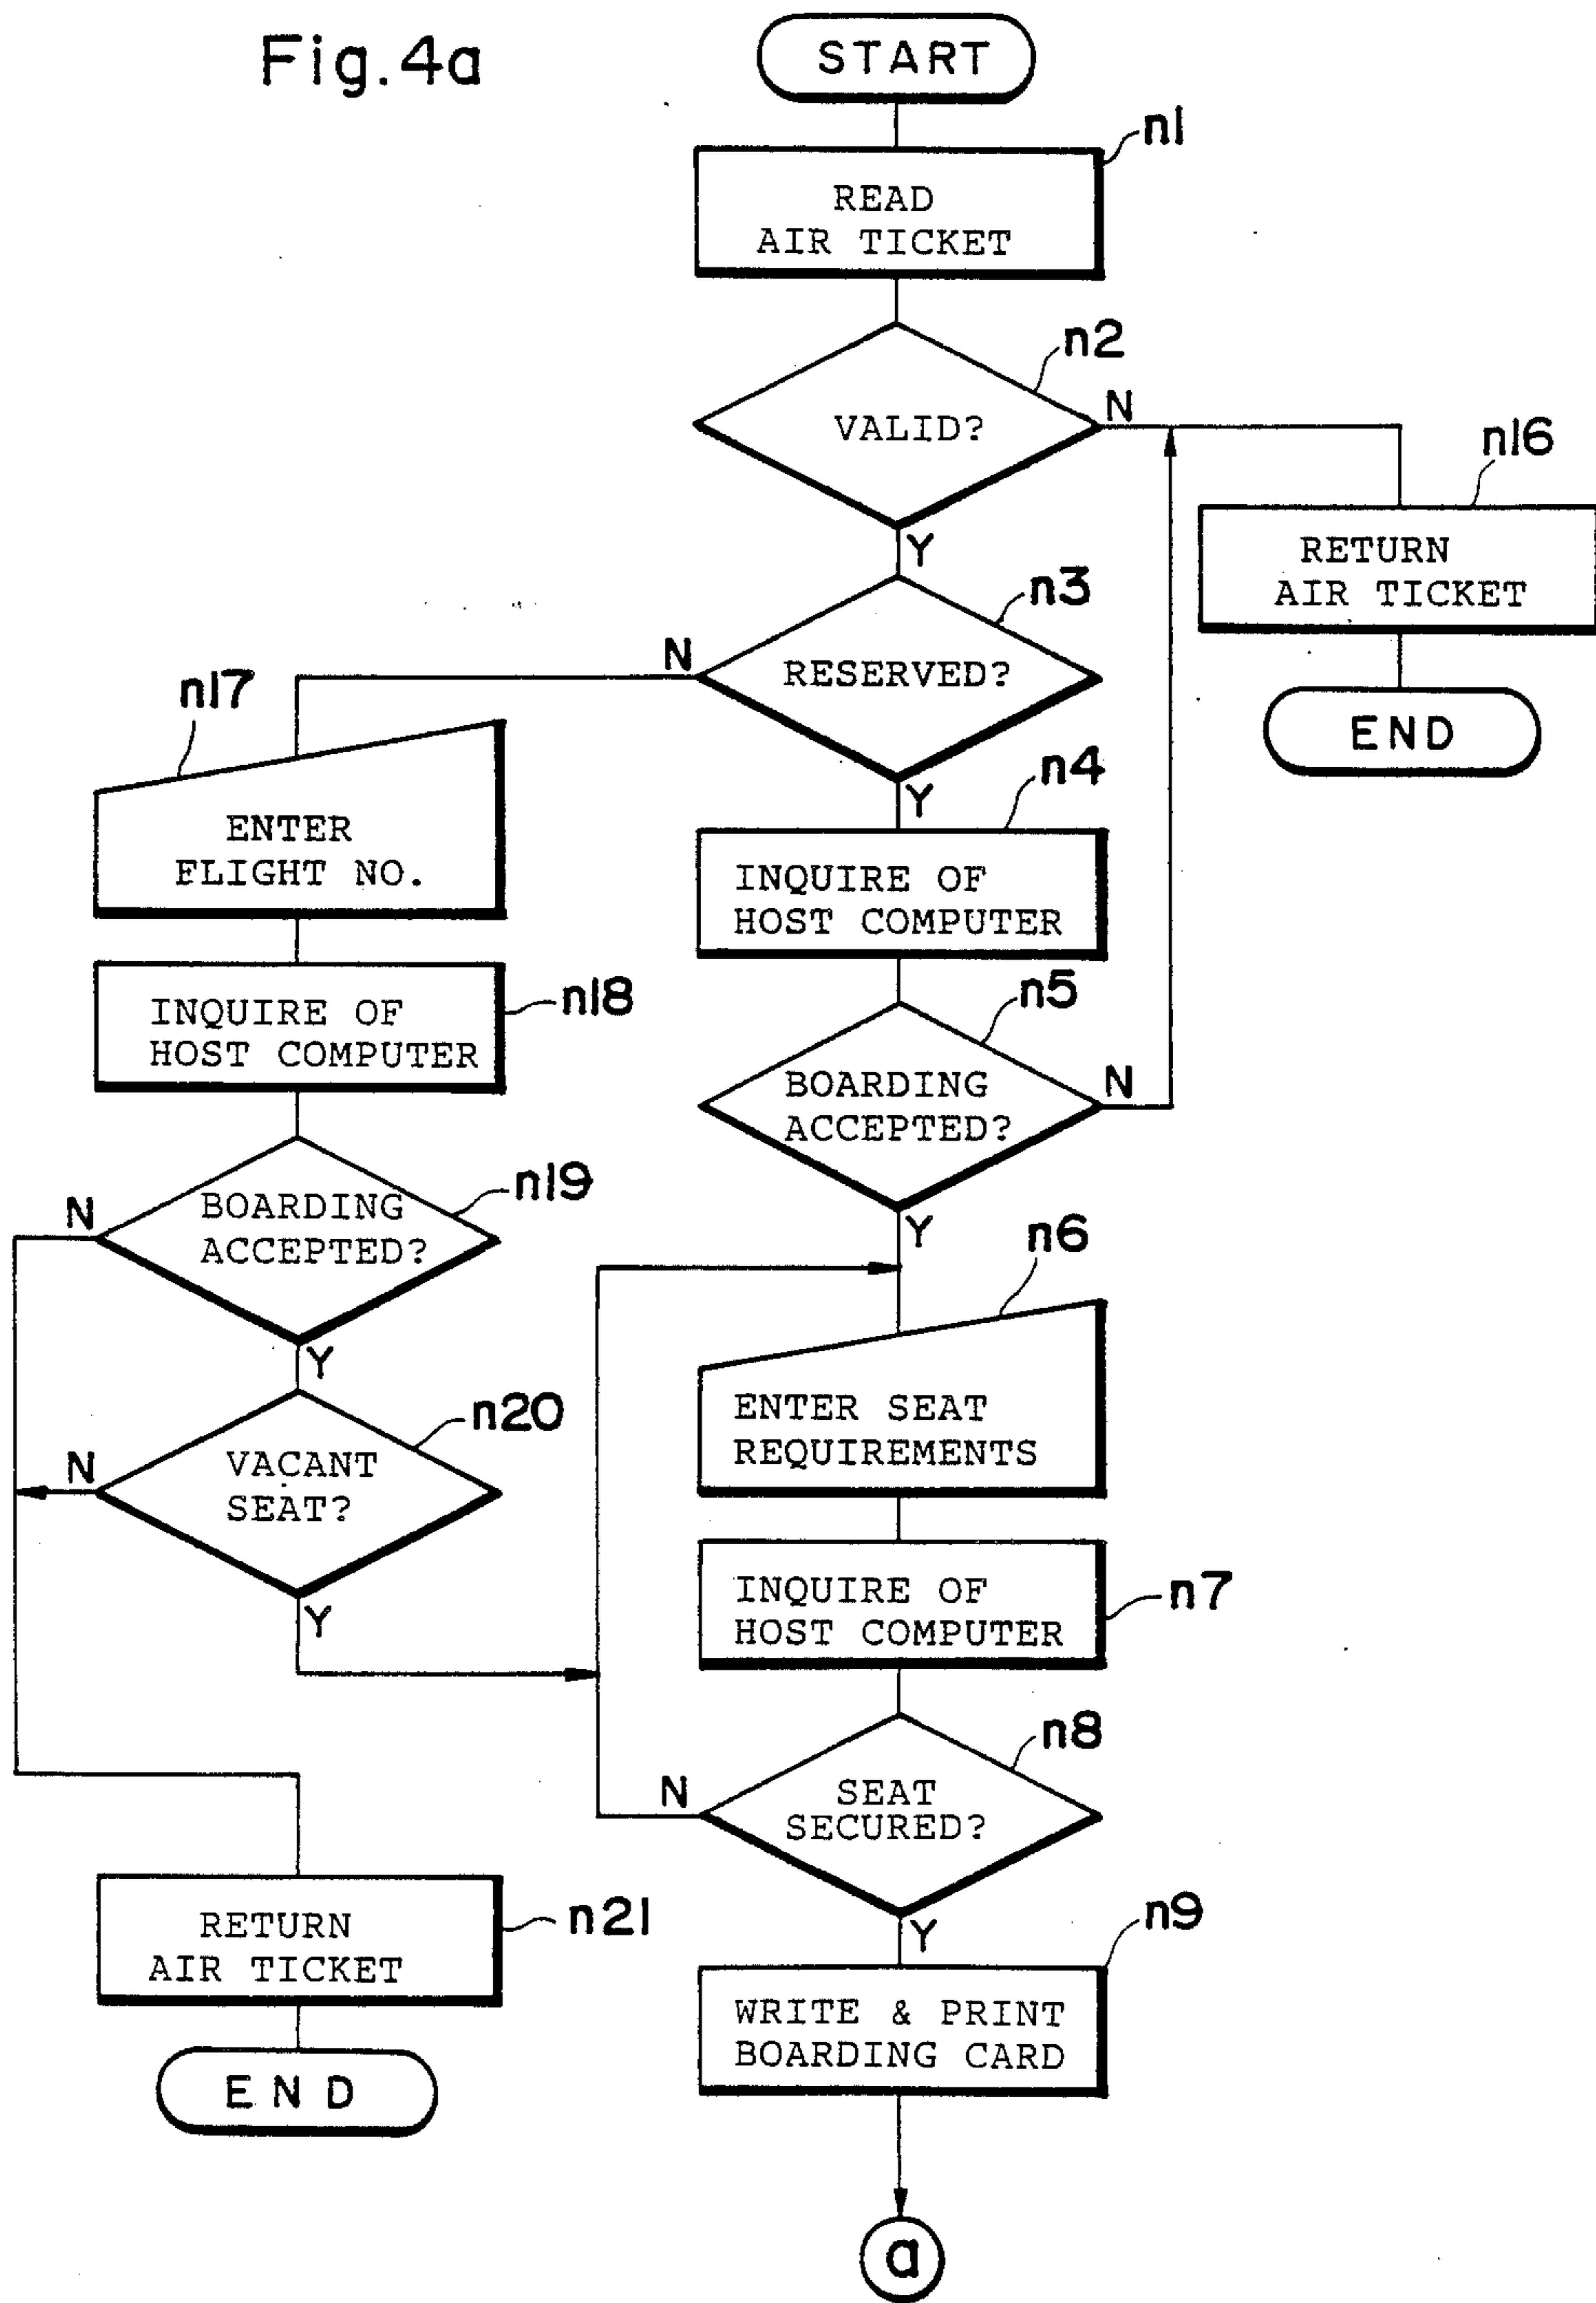 Fig.4a
START
n1
READ
AIR TICKET
n2
VALID?
N
Y
n16
RETURN
AIR TICKET
END
n3
RESERVED?
N
Y
n17
ENTER
FLIGHT NO.
n4
INQUIRE OF
HOST COMPUTER
n18
INQUIRE OF
HOST COMPUTER
n5
BOARDING
ACCEPTED?
N
Y
n19
BOARDING
ACCEPTED?
N
Y
n6
ENTER SEAT
REQUIREMENTS
n20
VACANT
SEAT?
N
Y
n7
INQUIRE OF
HOST COMPUTER
n8
SEAT
SECURED?
N
Y
n21
RETURN
AIR TICKET
END
n9
WRITE & PRINT
BOARDING CARD
a